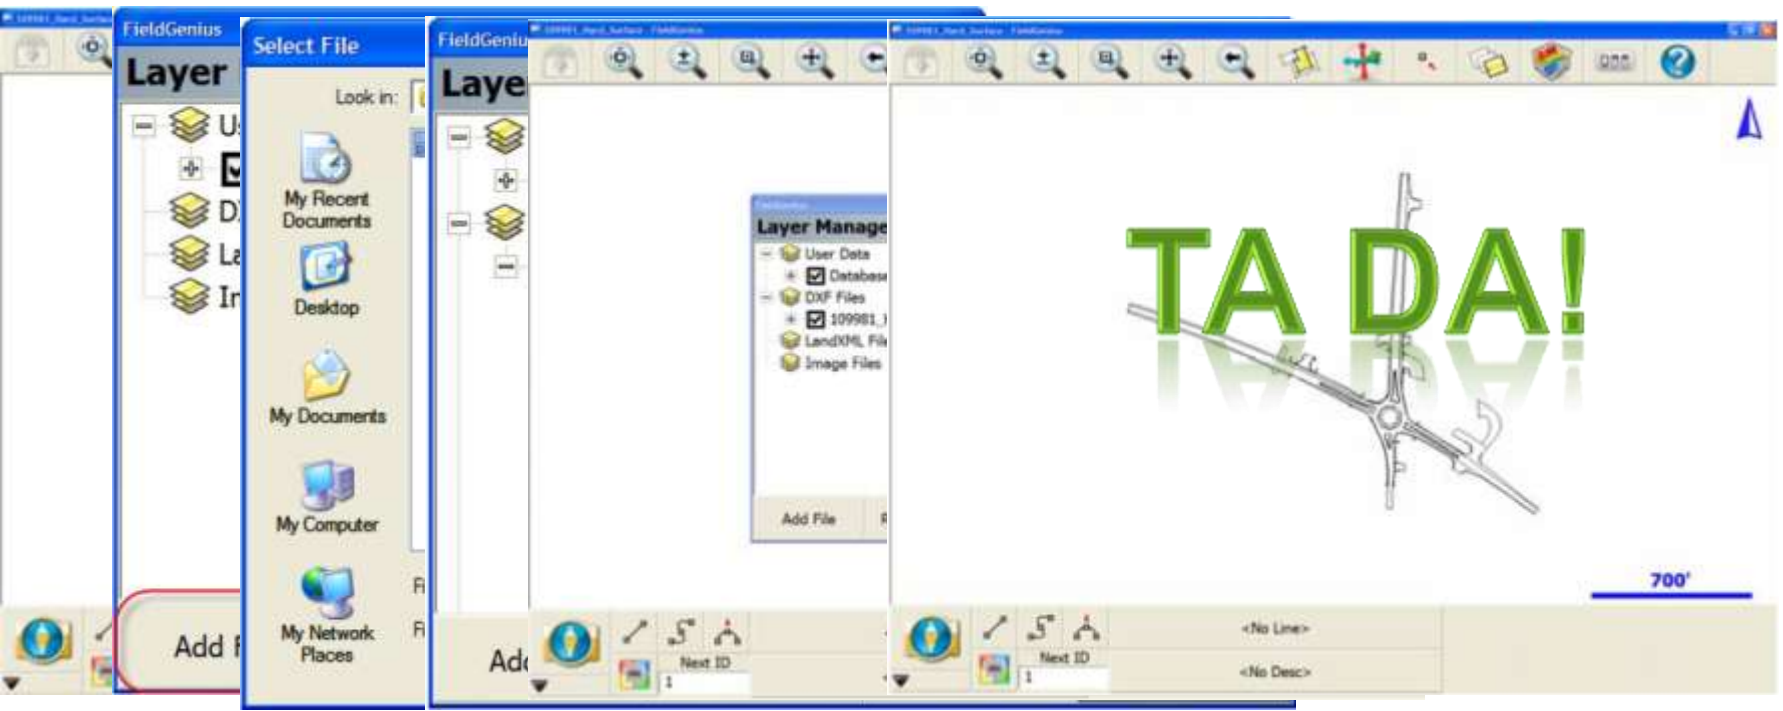 FieldGenius
Layer
Add
Select File
Look in:
My Recent
Documents
Desktop
My Documents
My Computer
My Network
Places
Laye
Layer Manage
User Data
Database
DXF Files
109981_
LandXML
Image Files
Add File
Next ID
1
109981_Hard_Surface - FieldGenius
TA DA!
700'
<No Line>
Next ID
1
<No Desc>